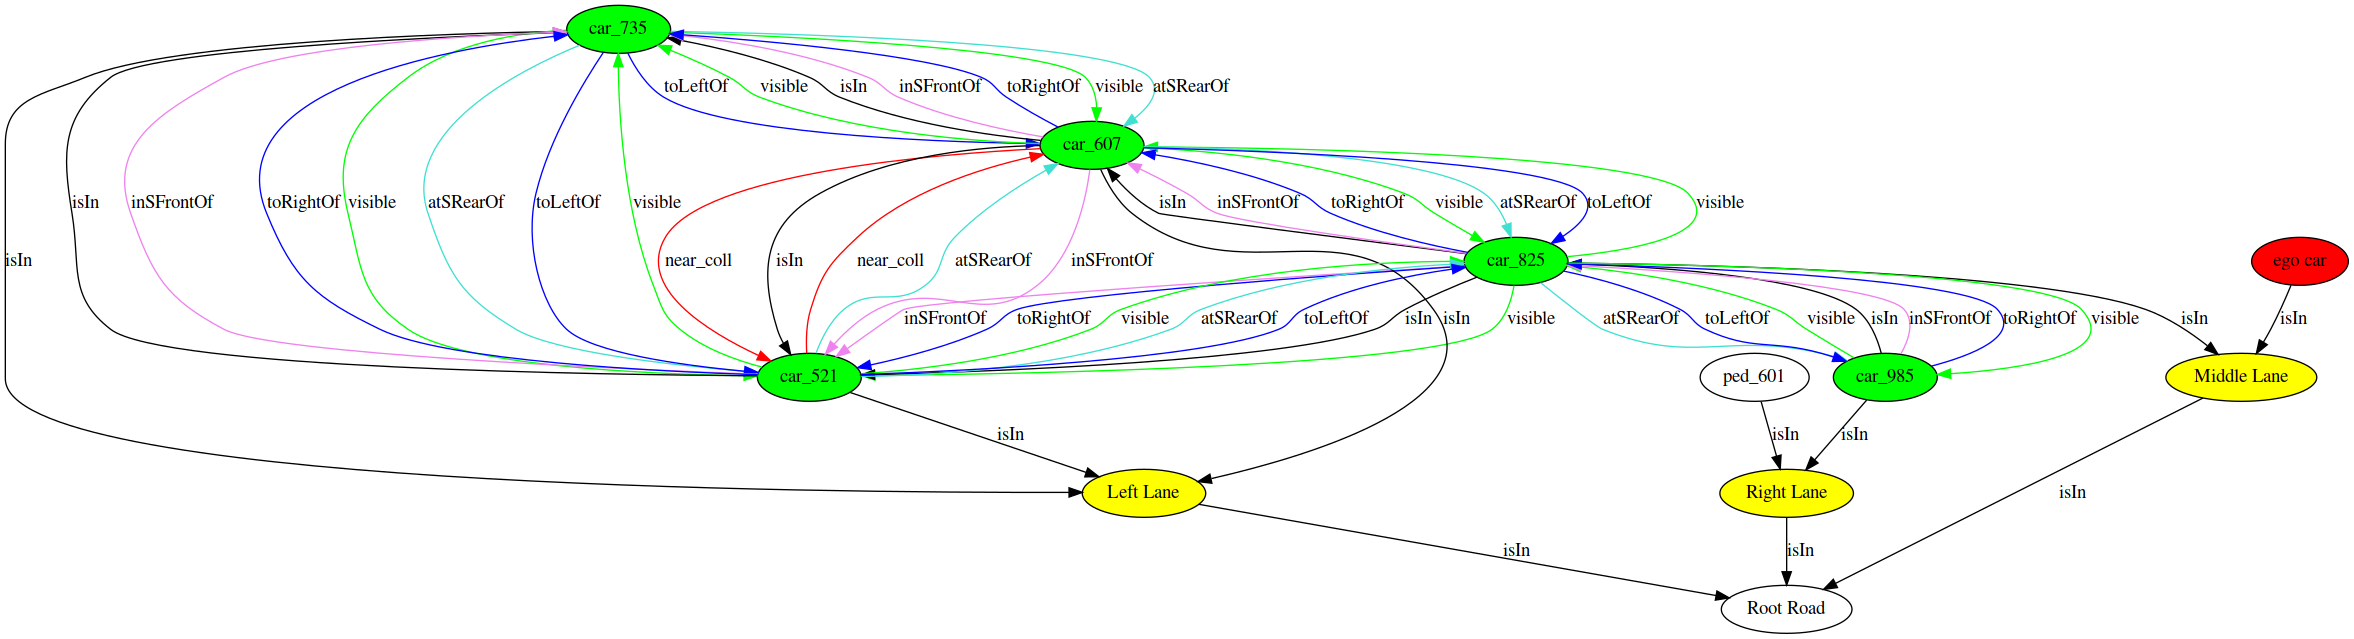 car_735
toLeftOf visible isIn inSFrontOf toRightOf visible atSRearOf
car_607
isIn inSFrontOf toRightOf visible atSRearOf toLeftOf visible isIn inSFrontOf toRightOf visible atSRearOf toLeftOf visible
isIn near_coll isIn near_coll atSRearOf inSFrontOf isIn car_825 ego car
inSFrontOf toRightOf visible atSRearOf toLeftOf isIn visible atSRearOf toLeftOf visible isIn inSFrontOf toRightOf visible isIn isIn
car_521 ped_601 car_985 Middle Lane
isIn isIn isIn
Left Lane Right Lane isIn
isIn isIn
Root Road